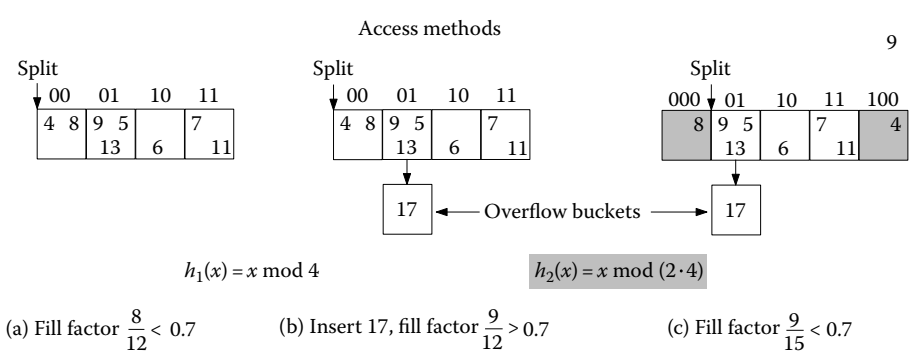 Access methods
9
Split Split Split
00 01 10 11 00 01 10 11 000 01 10 11 100
4 8 9 5 7 4 8 9 5 7 8 9 5 7 4
13 6 11 13 6 11 13 6 11
17 Overflow buckets 17
h₁(x) = x mod 4 h₂(x) = x mod (2·4)
(a) Fill factor 8/12 < 0.7 (b) Insert 17, fill factor 9/12 > 0.7 (c) Fill factor 9/15 < 0.7